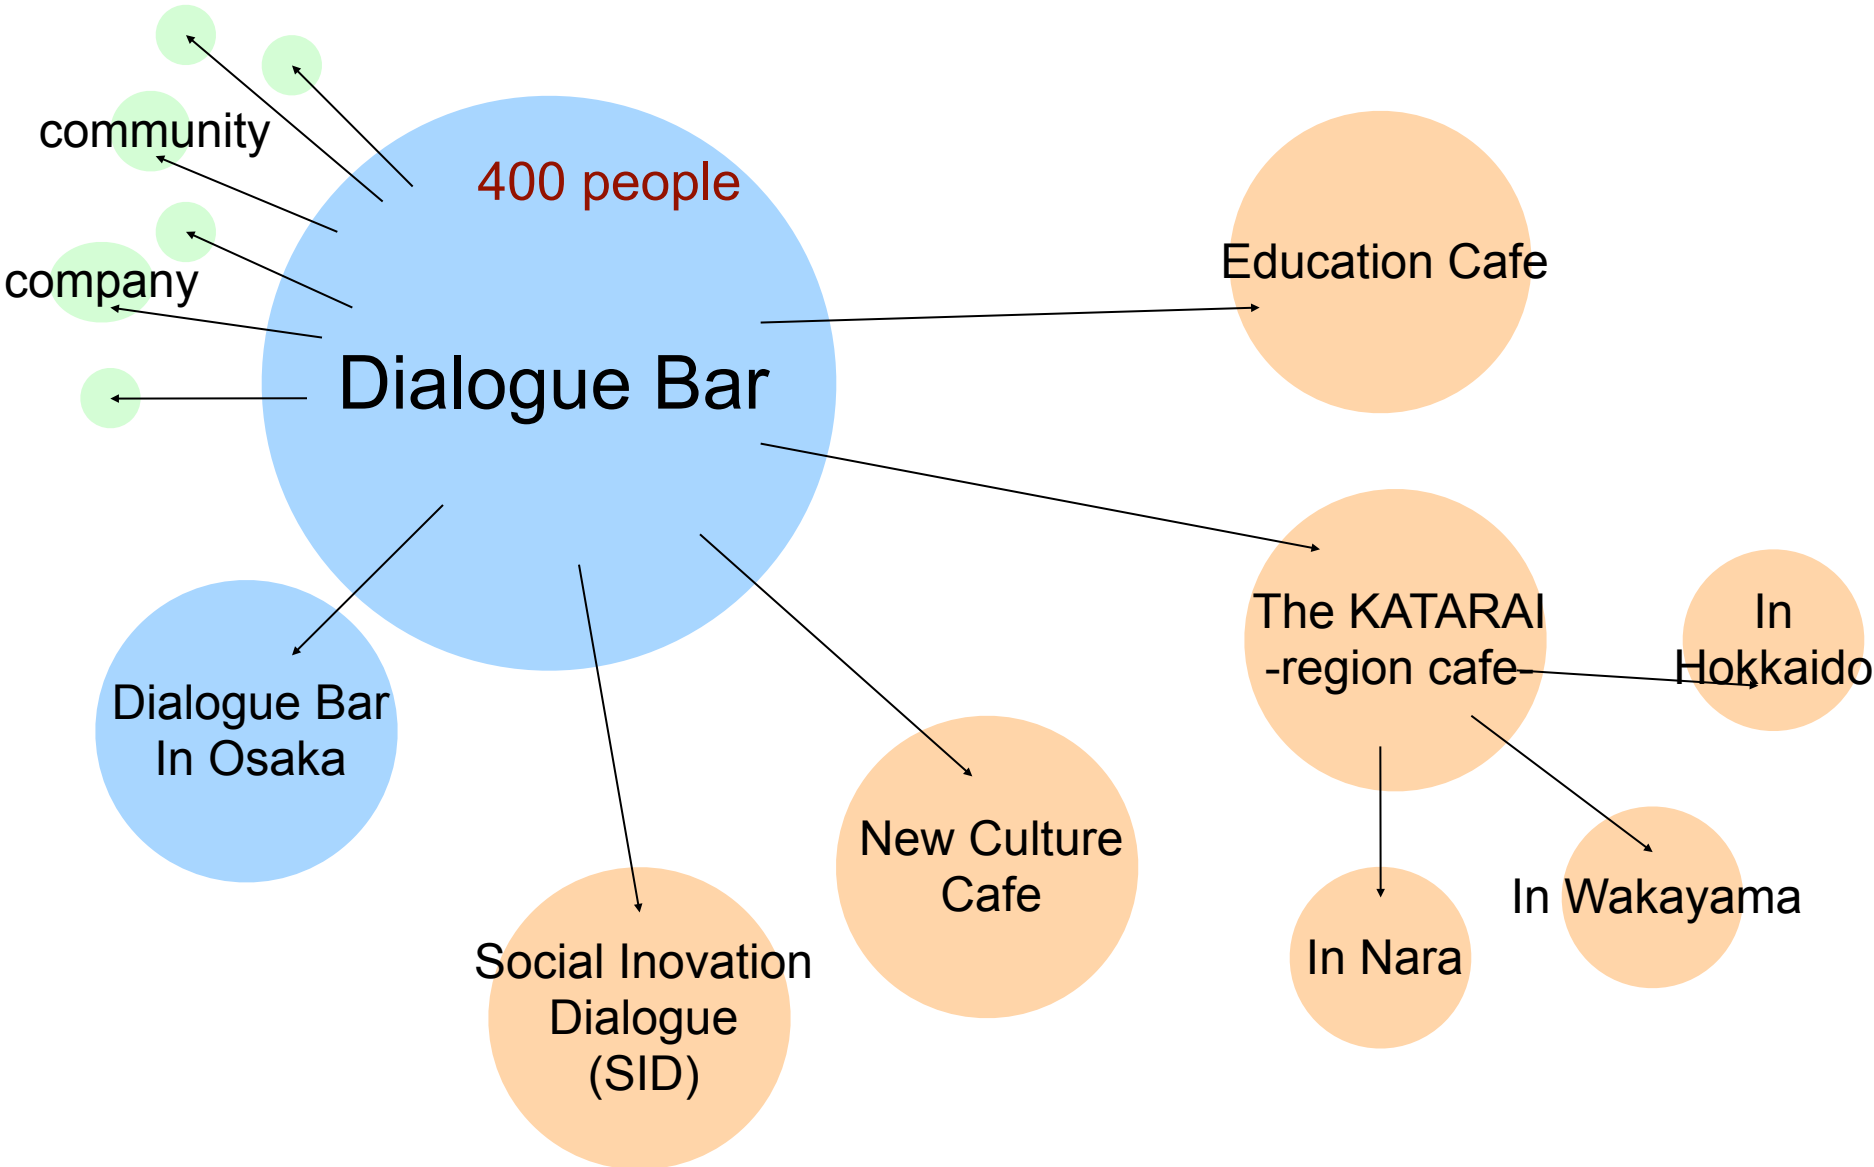 community
400 people
Education Cafe
company
Dialogue Bar
The KATARAI
-region cafe-
In
Hokkaido
Dialogue Bar
In Osaka
New Culture
Cafe
In Wakayama
In Nara
Social Inovation
Dialogue
(SID)